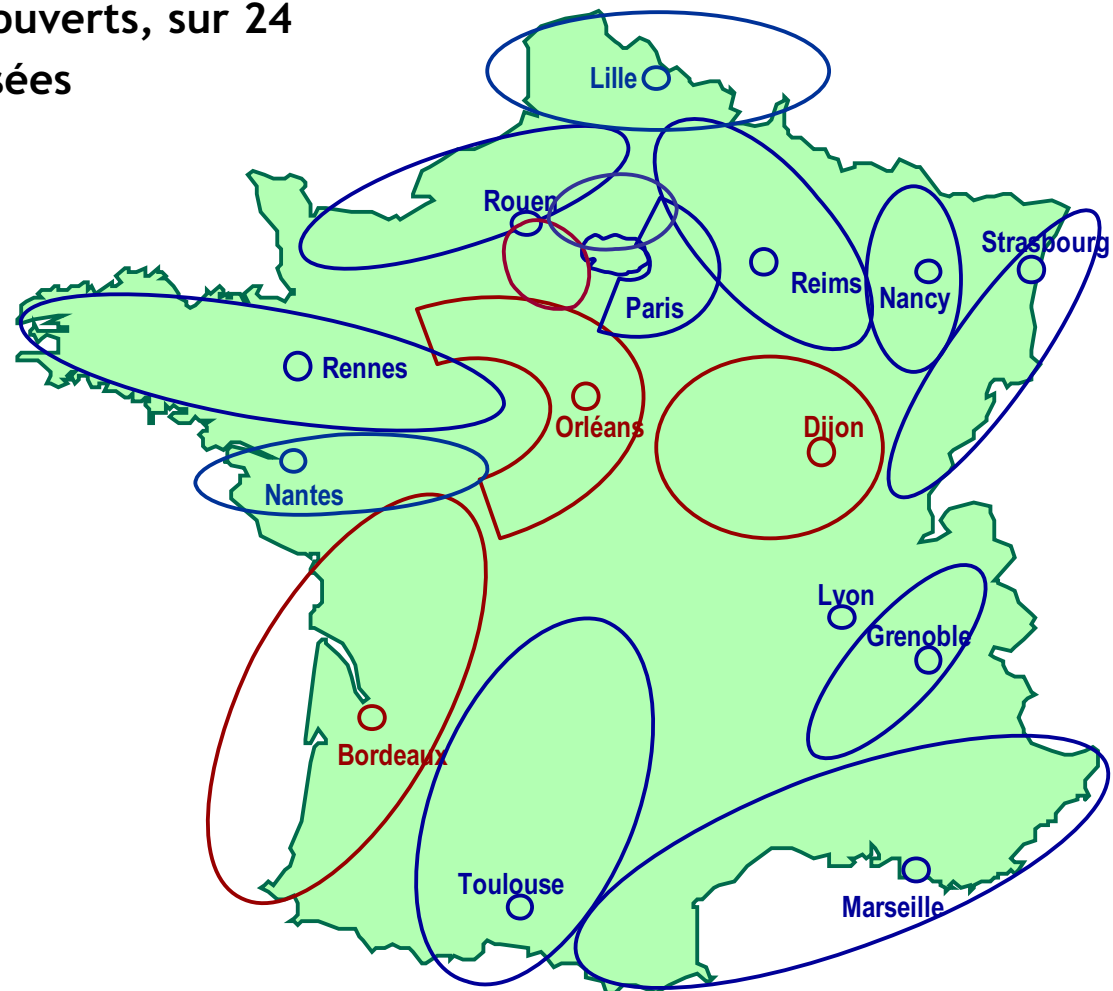 ouverts, sur 24
sées
Lille
Rouen
Strasbourg
Reims
Nancy
Paris
Rennes
Orléans
Dijon
Nantes
Lyon
Grenoble
Bordeaux
Toulouse
Marseille